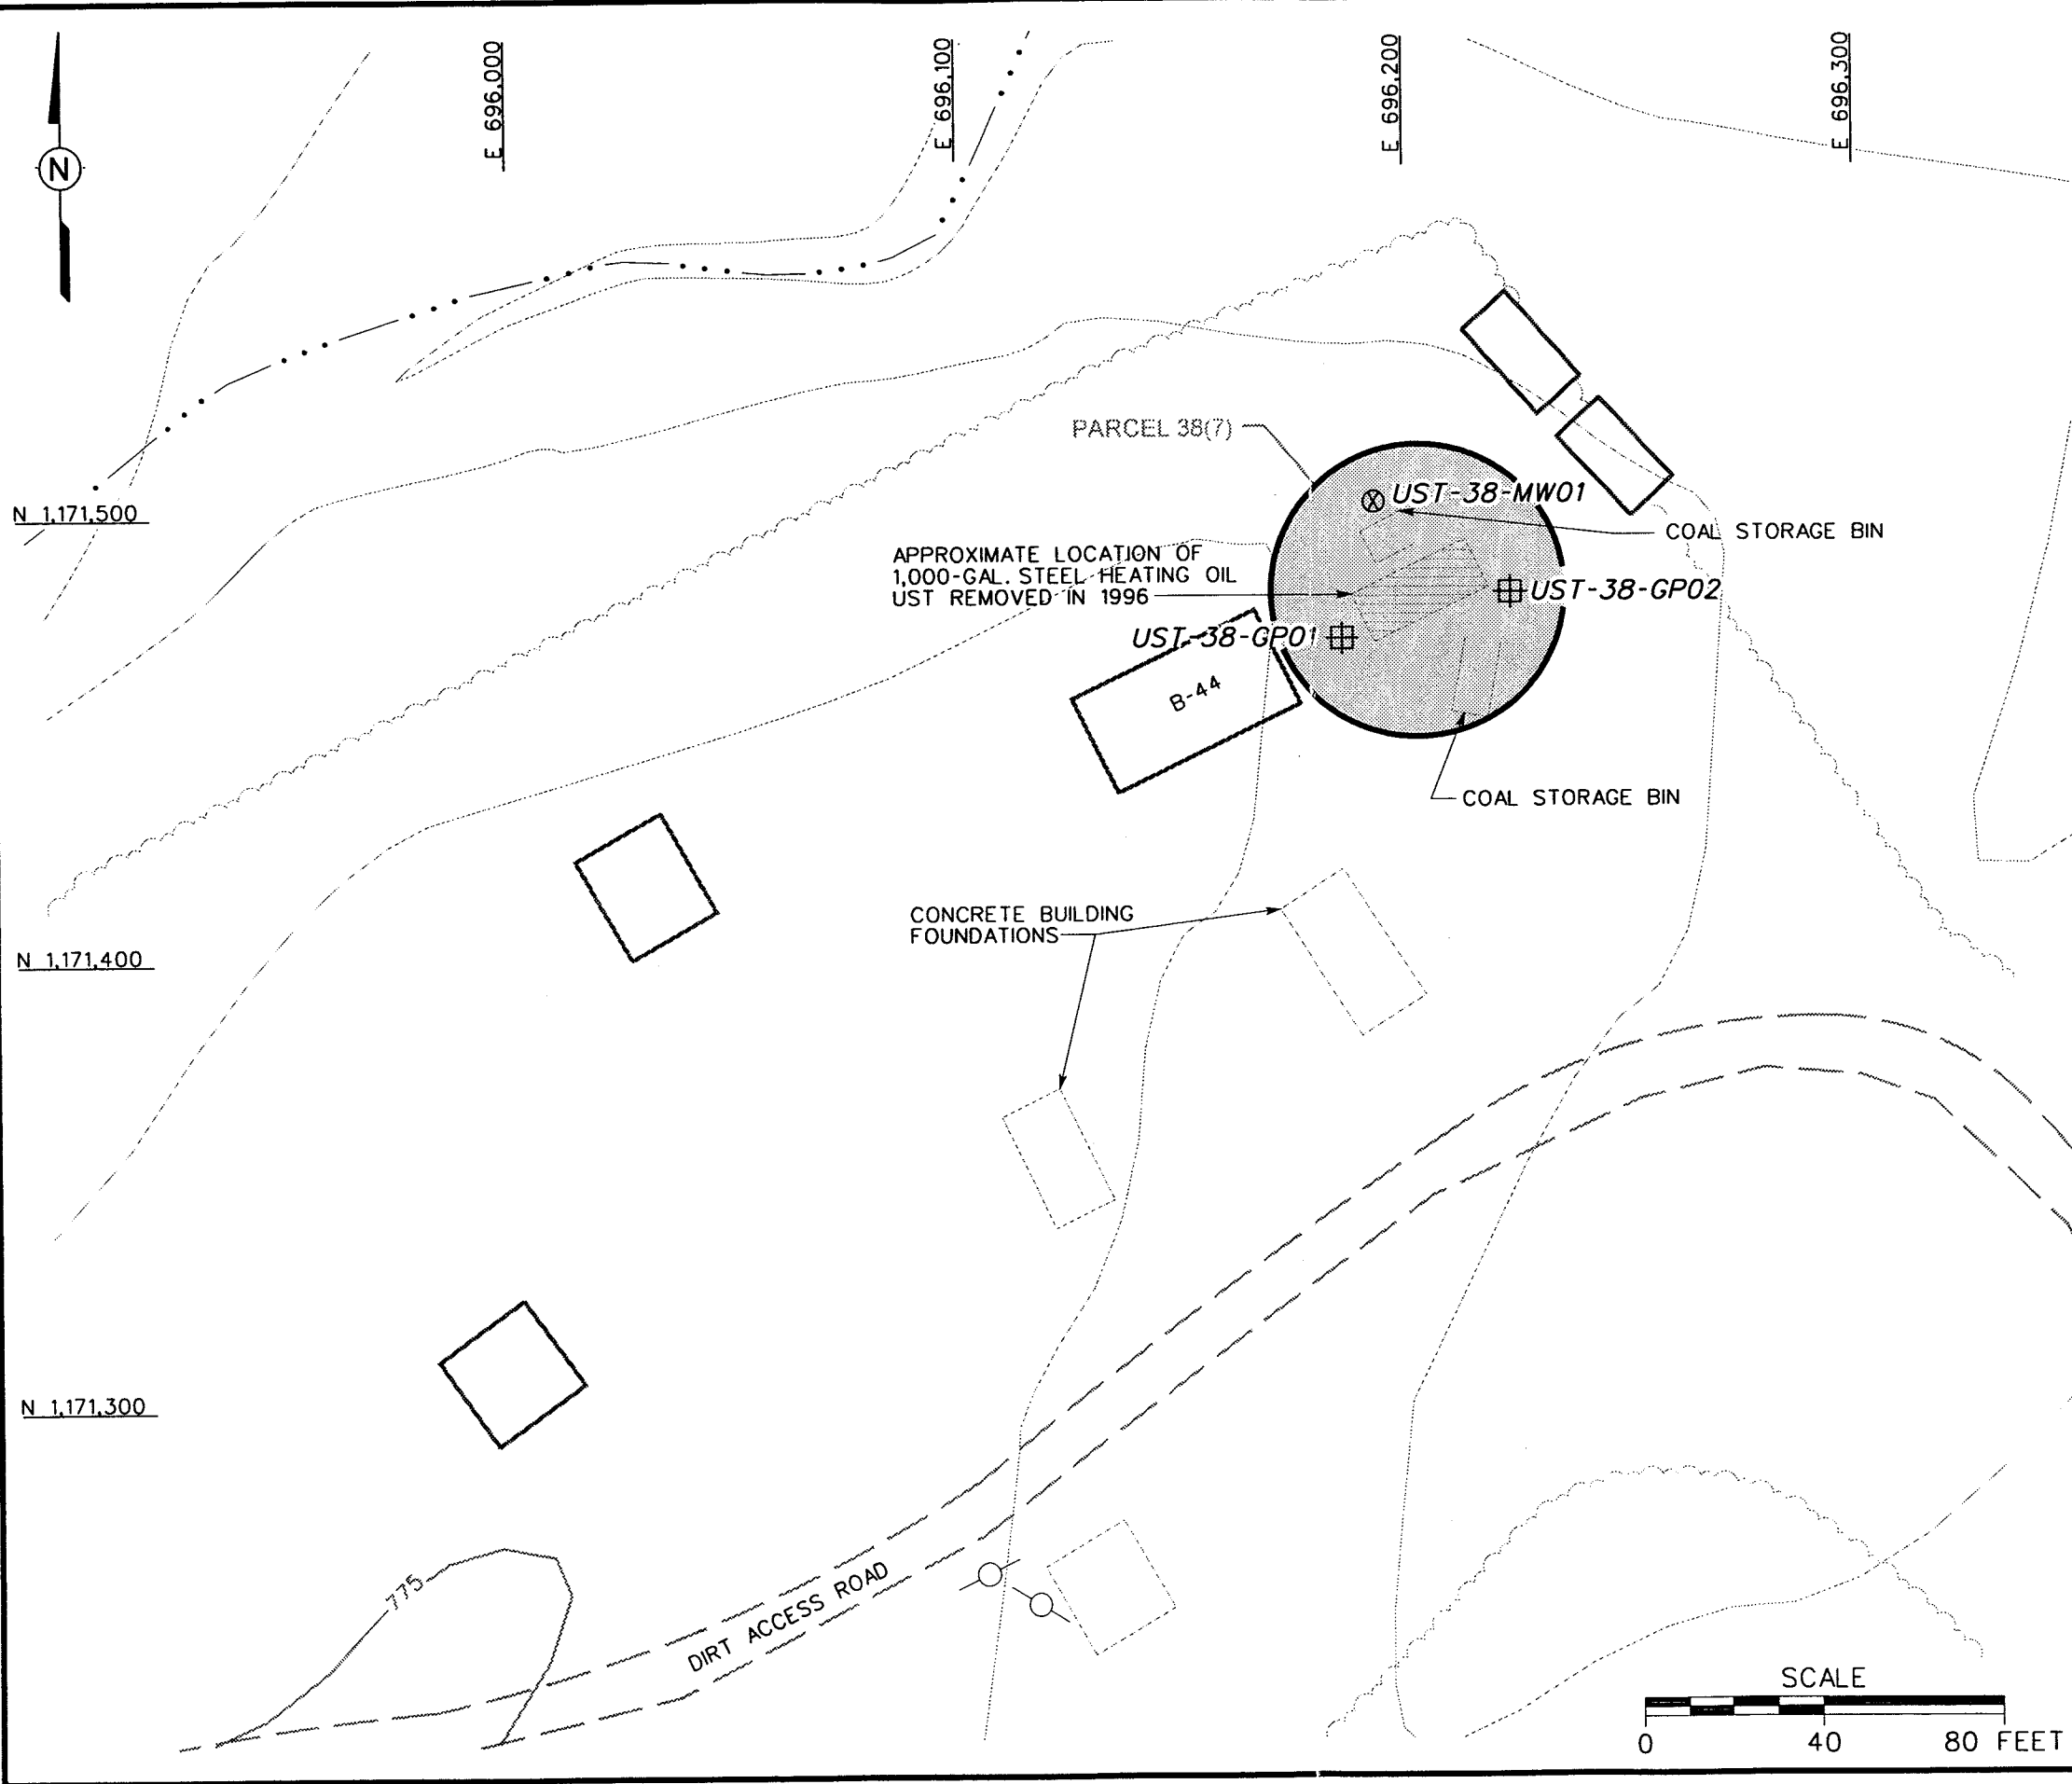 E 696,000
E 696,100
E 696,200
E 696,300
N
PARCEL 38(7)
UST-38-MW01
N 1,171,500
COAL STORAGE BIN
APPROXIMATE LOCATION OF
1,000-GAL. STEEL HEATING OIL
UST REMOVED IN 1996
UST-38-GP02
UST-38-GP01
B-44
COAL STORAGE BIN
CONCRETE BUILDING
FOUNDATIONS
N 1,171,400
N 1,171,300
775
DIRT ACCESS ROAD
SCALE
0 40 80 FEET